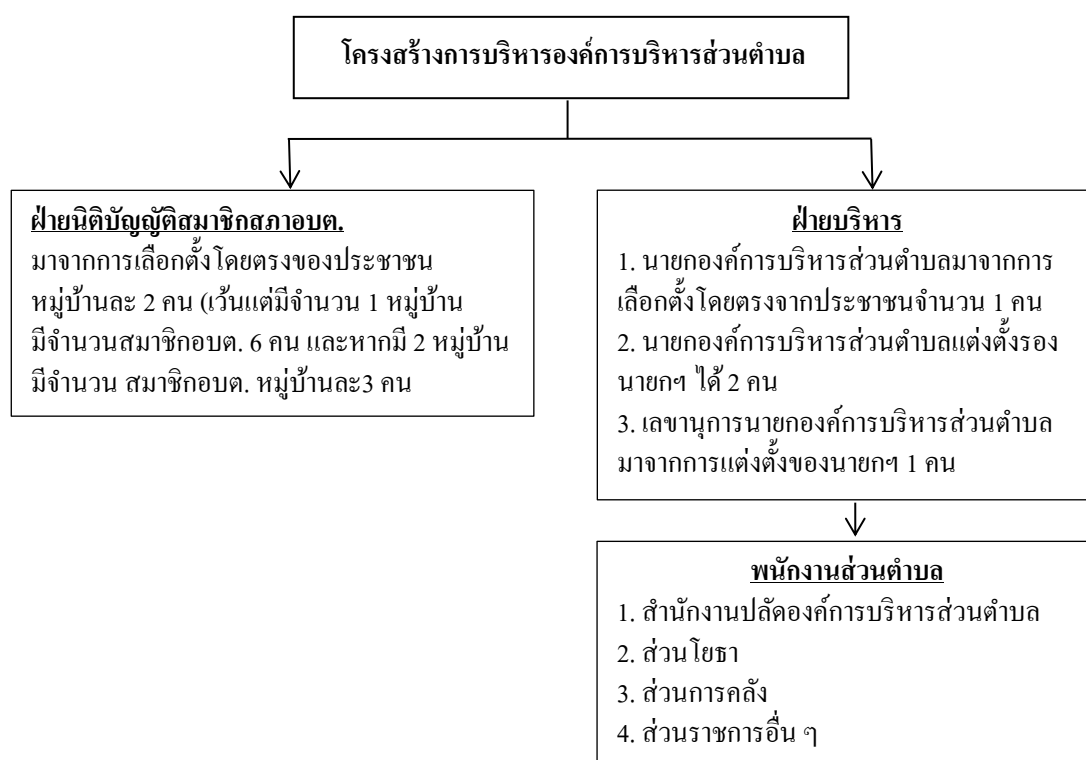 โครงสร้างการบริหารองค์การบริหารส่วนตำบล
ฝ่ายนิติบัญญัติสมาชิกสภาอบต.
มาจากการเลือกตั้งโดยตรงของประชาชน
หมู่บ้านละ 2 คน (เว้นแต่มีจำนวน 1 หมู่บ้าน
มีจำนวนสมาชิกอบต. 6 คน และหากมี 2 หมู่บ้าน
มีจำนวน สมาชิกอบต. หมู่บ้านละ3 คน
ฝ่ายบริหาร
1. นายกองค์การบริหารส่วนตำบลมาจากการ
เลือกตั้งโดยตรงจากประชาชนจำนวน 1 คน
2. นายกองค์การบริหารส่วนตำบลแต่งตั้งรอง
นายกฯ ได้ 2 คน
3. เลขานุการนายกองค์การบริหารส่วนตำบล
มาจากการแต่งตั้งของนายกฯ 1 คน
พนักงานส่วนตำบล
1. สำนักงานปลัดองค์การบริหารส่วนตำบล
2. ส่วนโยธา
3. ส่วนการคลัง
4. ส่วนราชการอื่น ๆ